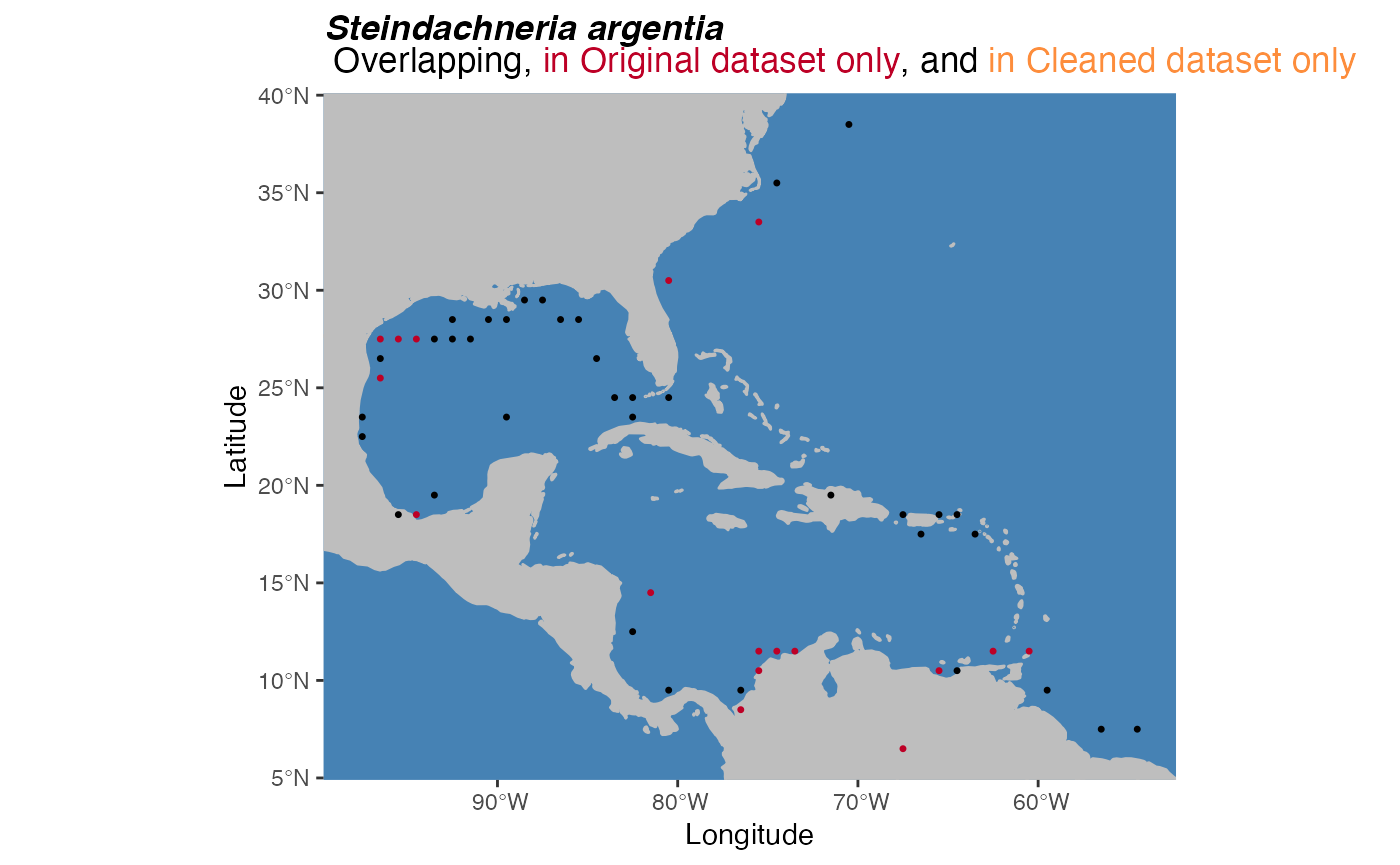 Steindachneria argentia
Overlapping, in Original dataset only, and in Cleaned dataset only
40°N
35°N
30°N
25°N
20°N
15°N
10°N
5°N
Latitude
90°W 80°W 70°W 60°W
Longitude